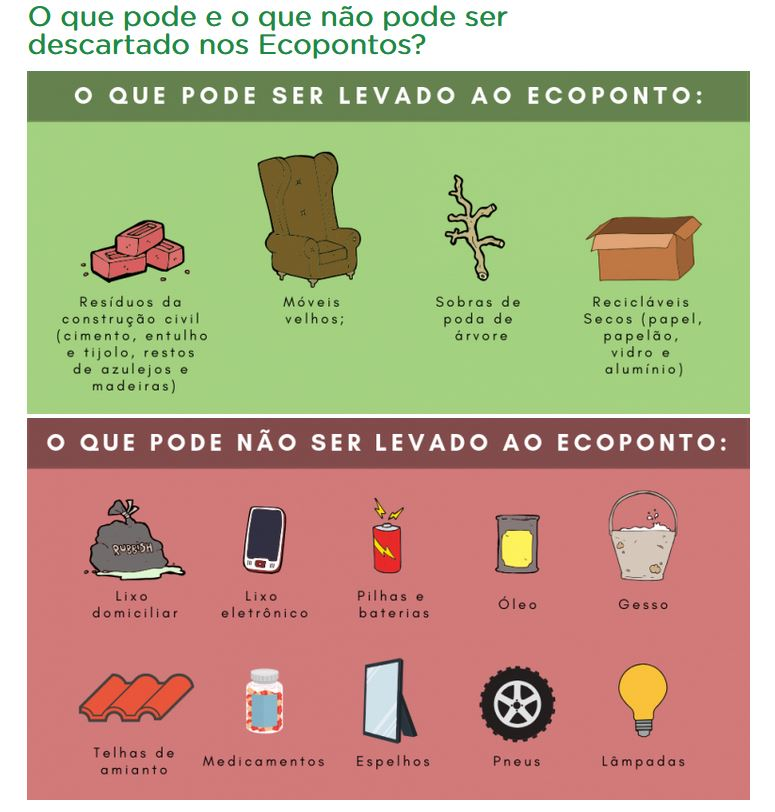 O que pode e o que não pode ser
descartado nos Ecopontos?
O QUE PODE SER LEVADO AO ECOPONTO:
Resíduos da
construção civil
(cimento, entulho
e tijolo, restos
de azulejos e
madeiras)
Móveis
velhos;
Sobras de
poda de
árvore
Recicláveis
Secos (papel,
papelão,
vidro e
alumínio)
O QUE PODE NÃO SER LEVADO AO ECOPONTO:
RUBBISH
Lixo
domiciliar
Lixo
eletrônico
Pilhas e
baterias
Óleo
Gesso
Telhas de
amianto
Medicamentos
Espelhos
Pneus
Lâmpadas